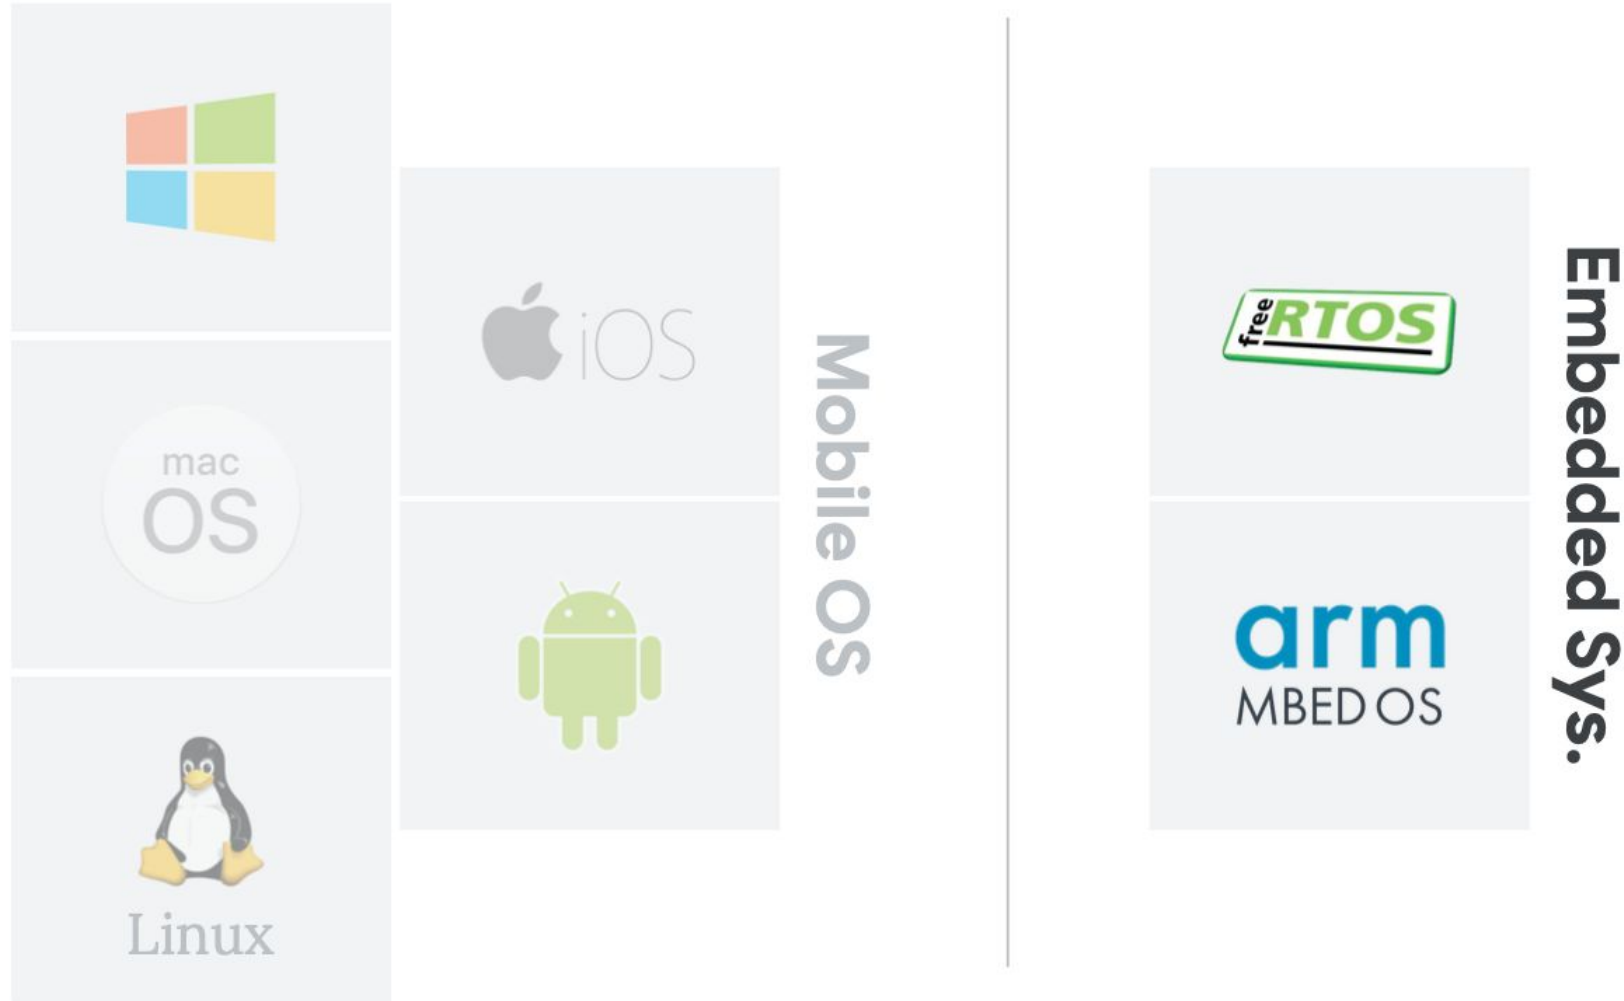 mac
OS
Linux
iOS
Mobile OS
free
RTOS
arm
MBED OS
Embedded Sys.